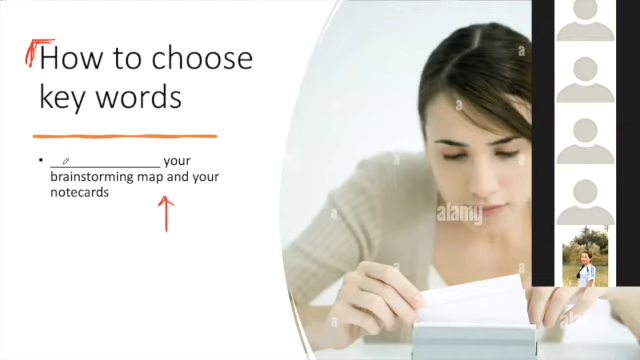 How to choose
key words
• ________________ your
brainstorming map and your
notecards
alamy
a
a
a
a
a